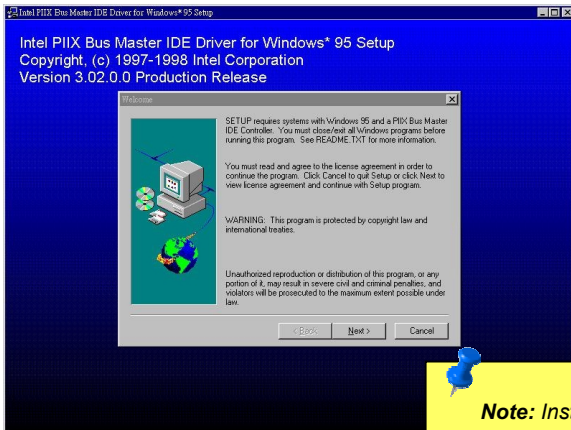 Intel PIIX Bus Master IDE Driver for Windows* 95 Setup
Intel PIIX Bus Master IDE Driver for Windows* 95 Setup
Copyright, (c) 1997-1998 Intel Corporation
Version 3.02.0.0 Production Release
Welcome
SETUP requires systems with Windows 95 and a PIIX Bus Master
IDE Controller. You must close/exit all Windows programs before
running this program. See README.TXT for more information.
You must read and agree to the license agreement in order to
continue the program. Click Cancel to quit Setup or click Next to
view license agreement and continue with Setup program.
WARNING: This program is protected by copyright law and
international treaties.
Unauthorized reproduction or distribution of this program, or any
portion of it, may result in severe civil and criminal penalties, and
violators will be prosecuted to the maximum extent possible under
law.
< Back
Next >
Cancel
Note: Ins